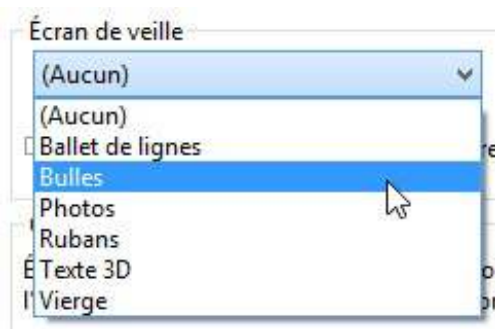 Écran de veille
(Aucun)
(Aucun)
Ballet de lignes
Bulles
Photos
Rubans
Texte 3D
Vierge